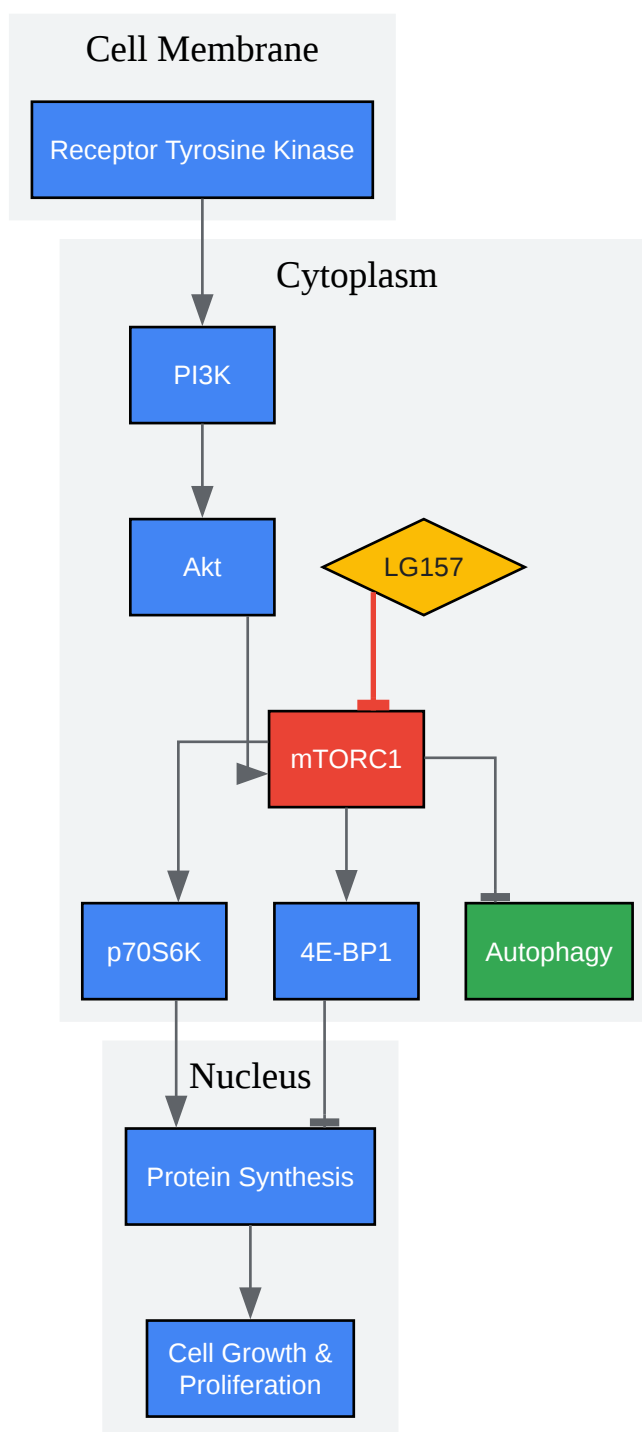 Cell Membrane
Receptor Tyrosine Kinase
Cytoplasm
PI3K
Akt
LG157
mTORC1
p70S6K
4E-BP1
Autophagy
Nucleus
Protein Synthesis
Cell Growth &
Proliferation